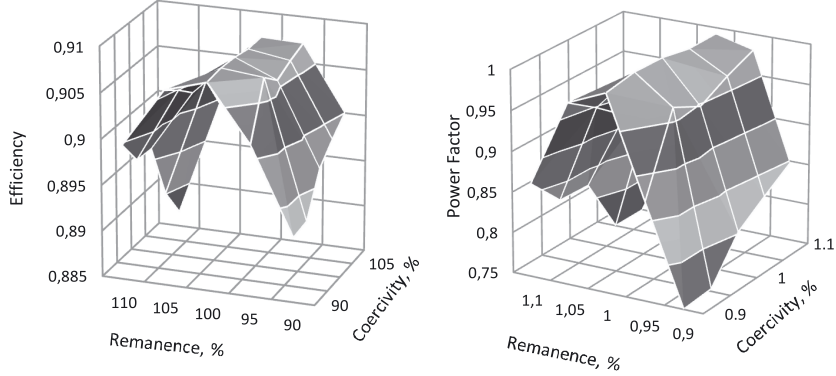 0,91
0,905
0,9
0,895
0,89
0,885
Efficiency
110 105 100 95 90
Remanence, %
90
105
Coercivity, %
1
0,95
0,9
0,85
0,8
0,75
Power Factor
1,1 1,05 1 0,95 0,9
Remanence, %
0.9
1
1.1
Coercivity, %